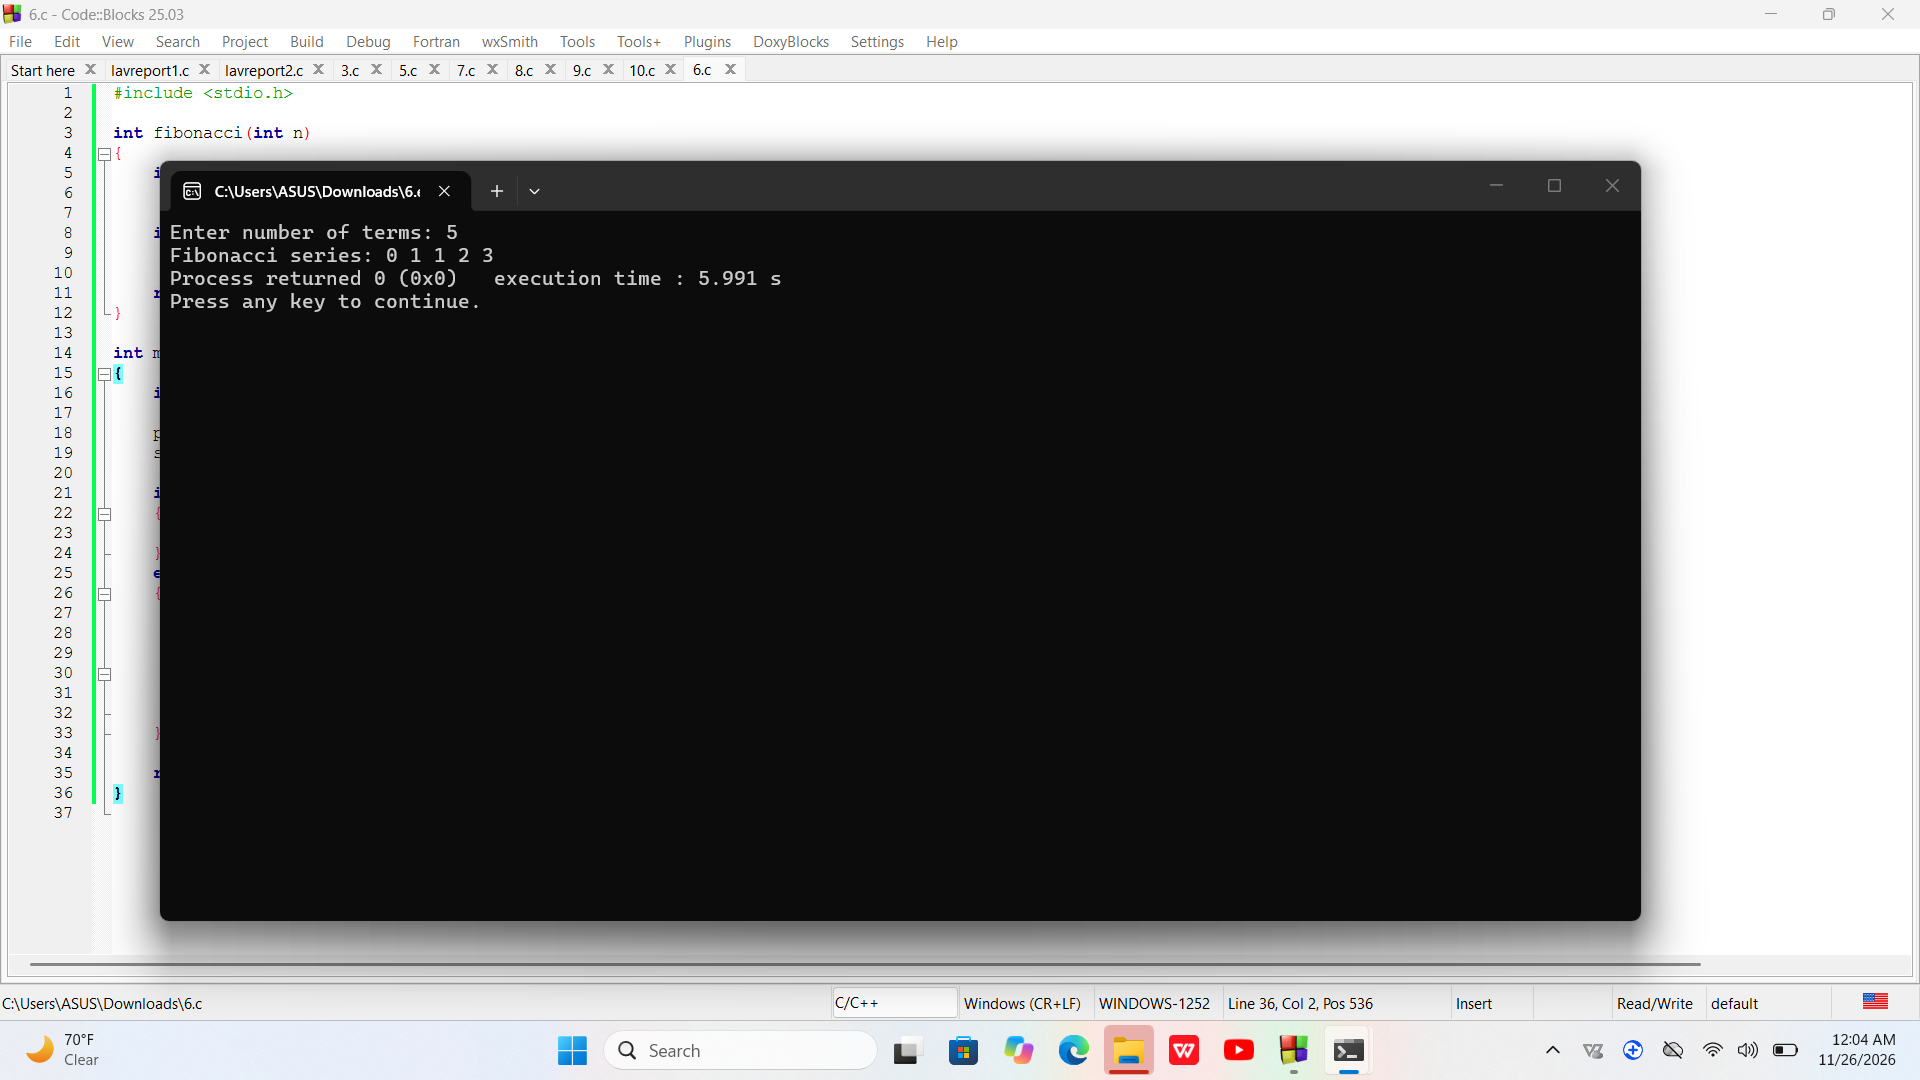 6.c - Code::Blocks 25.03
File Edit View Search Project Build Debug Fortran wxSmith Tools Tools+ Plugins DoxyBlocks Settings Help
Start here lavreport1.c lavreport2.c 3.c 5.c 7.c 8.c 9.c 10.c 6.c
1 #include <stdio.h>
2
3 int fibonacci(int n)
4 {
5
6
7
8
9
10
11
12 }
13
14 int
15 {
16
17
18
19
20
21
22 {
23
24 }
25
26 {
27
28
29
30
31
32
33 }
34
35
36 }
37
C:\Users\ASUS\Downloads\6.
Enter number of terms: 5
Fibonacci series: 0 1 1 2 3
Process returned 0 (0x0)   execution time : 5.991 s
Press any key to continue.
C:\Users\ASUS\Downloads\6.c C/C++ Windows (CR+LF) WINDOWS-1252 Line 36, Col 2, Pos 536 Insert Read/Write default
70°F
Clear
Search
12:04 AM
11/26/2026